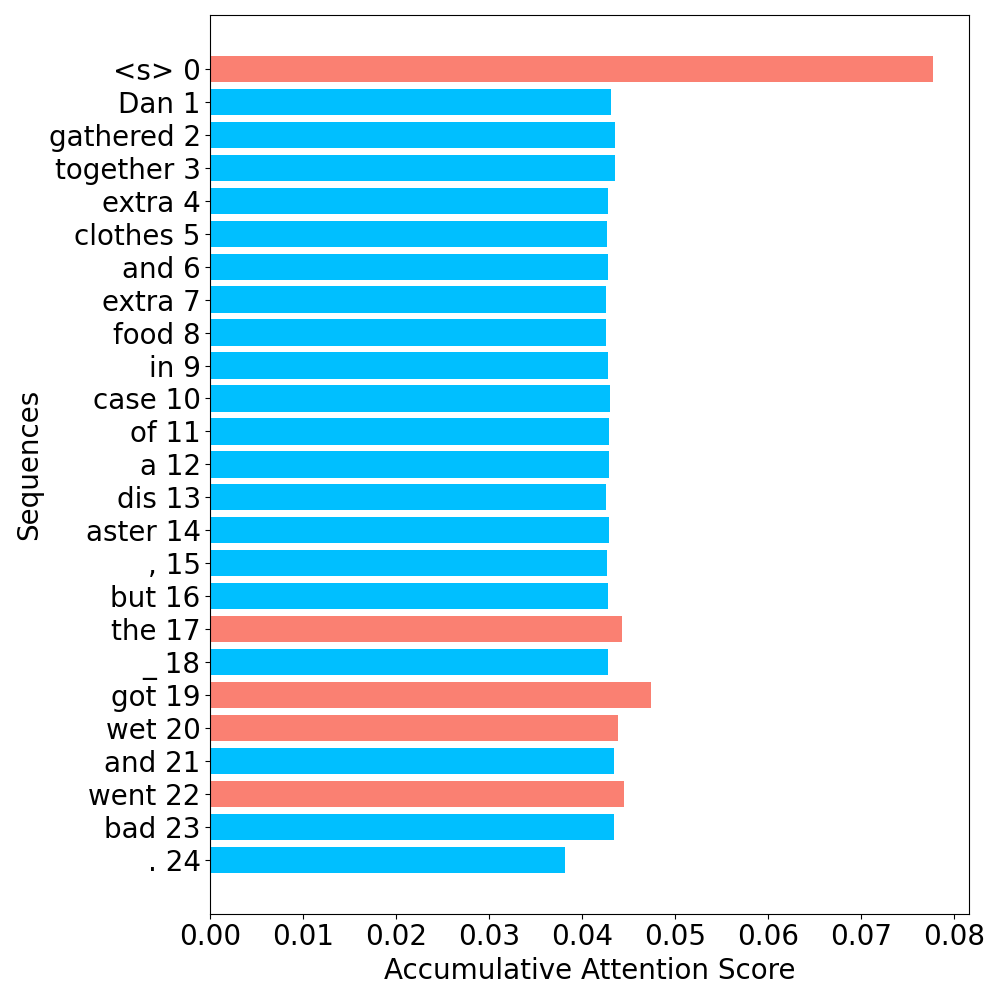 <s> 0
Dan 1
gathered 2
together 3
extra 4
clothes 5
and 6
extra 7
food 8
in 9
case 10
of 11
a 12
dis 13
aster 14
, 15
but 16
the 17
_ 18
got 19
wet 20
and 21
went 22
bad 23
. 24
Sequences
0.00 0.01 0.02 0.03 0.04 0.05 0.06 0.07 0.08
Accumulative Attention Score